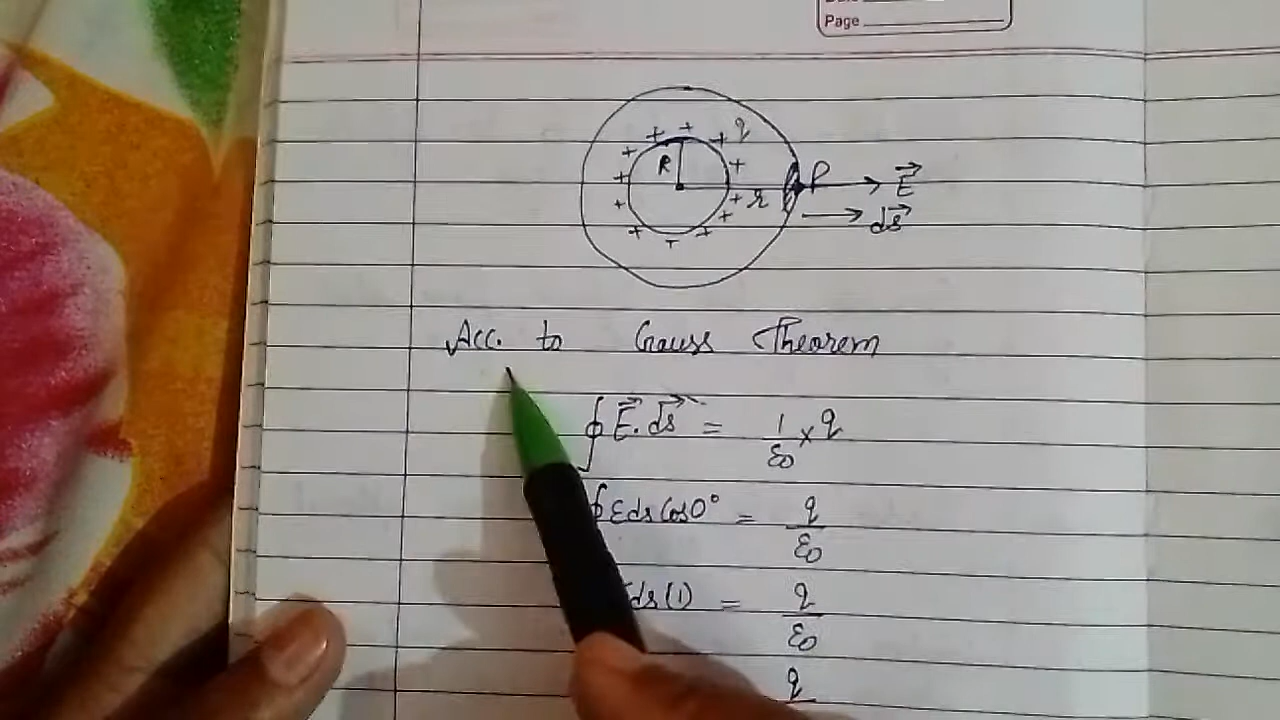 Page
+ + + q
+ R +
+ P → E⃗
+ + r → ds⃗
+ + + +
Acc. to Gauss Theorem
∮ E⃗. ds⃗ = 1/ε0 × q
∮ Eds Cos0° = q/ε0
ds(1) = q/ε0
q